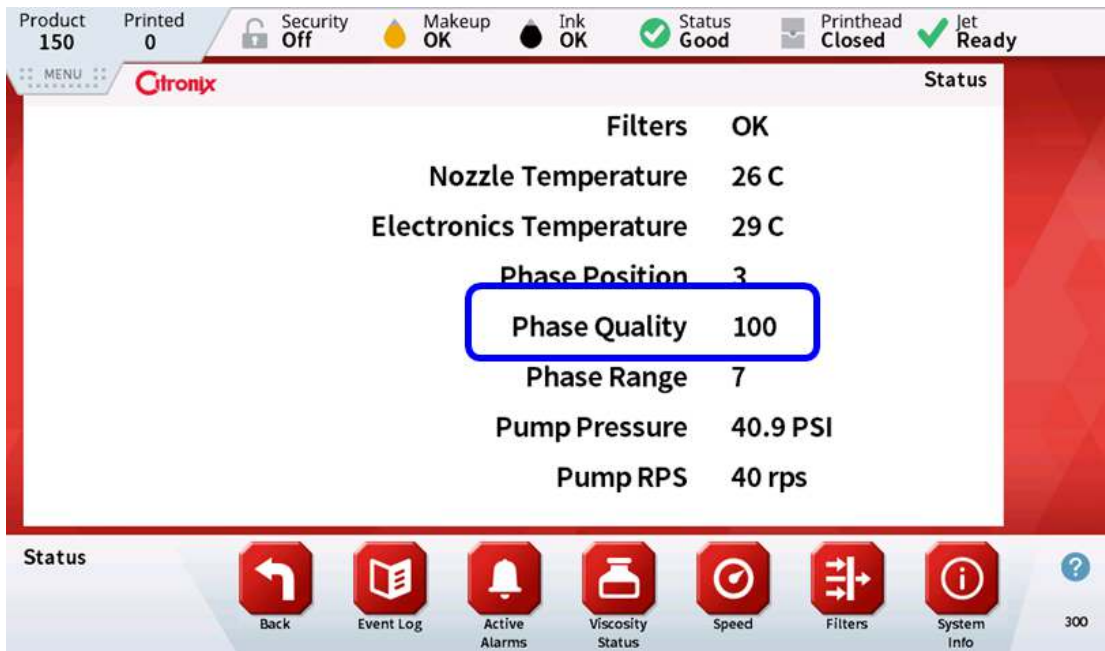 Product Printed Security Makeup Ink Status Printhead Jet
150 0 Off OK OK Good Closed Ready
MENU Citronix Status
Filters OK
Nozzle Temperature 26 C
Electronics Temperature 29 C
Phase Position 3
Phase Quality 100
Phase Range 7
Pump Pressure 40.9 PSI
Pump RPS 40 rps
Status
?
Back Event Log Active Viscosity Speed Filters System 300
Alarms Status Info